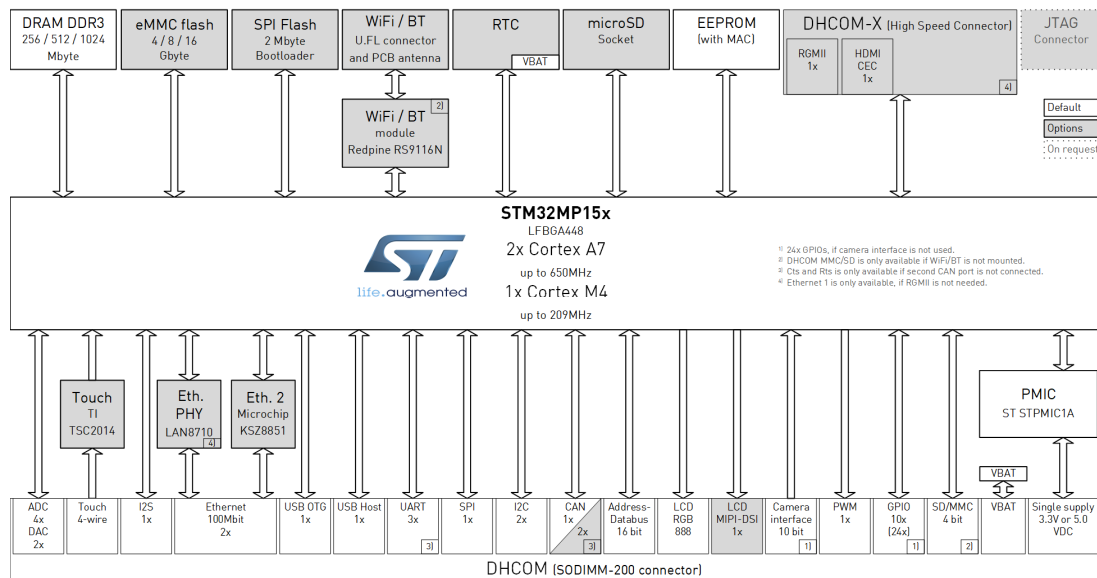 DRAM DDR3
256 / 512 / 1024
Mbyte
eMMC flash
4 / 8 / 16
Gbyte
SPI Flash
2 Mbyte
Bootloader
WiFi / BT
U.FL connector
and PCB antenna
RTC
VBAT
microSD
Socket
EEPROM
(with MAC)
DHCOM-X (High Speed Connector)
RGMII
1x
HDMI
CEC
1x
4)
JTAG
Connector
2)
WiFi / BT
module
Redpine RS9116N
Default
Options
On request
STM32MP15x
LFBGA448
2x Cortex A7
up to 650MHz
1x Cortex M4
up to 209MHz
ST
life.augmented
1) 24x GPIOs, if camera interface is not used.
2) DHCOM MMC/SD is only available if WiFi/BT is not mounted.
3) Cts and Rts is only available if second CAN port is not connected.
4) Ethernet 1 is only available, if RGMII is not needed.
Touch
TI
TSC2014
Eth.
PHY
LAN8710
4)
Eth. 2
Microchip
KSZ8851
PMIC
ST STPMIC1A
VBAT
ADC
4x
DAC
2x
Touch
4-wire
I2S
1x
Ethernet
100Mbit
2x
USB OTG
1x
USB Host
1x
UART
3x
3)
SPI
1x
I2C
2x
CAN
1x
2x
3)
Address-
Databus
16 bit
LCD
RGB
888
LCD
MIPI-DSI
1x
Camera
interface
10 bit
1)
PWM
1x
GPIO
10x
(24x)
1)
SD/MMC
4 bit
2)
VBAT
Single supply
3.3V or 5.0
VDC
DHCOM (SODIMM-200 connector)